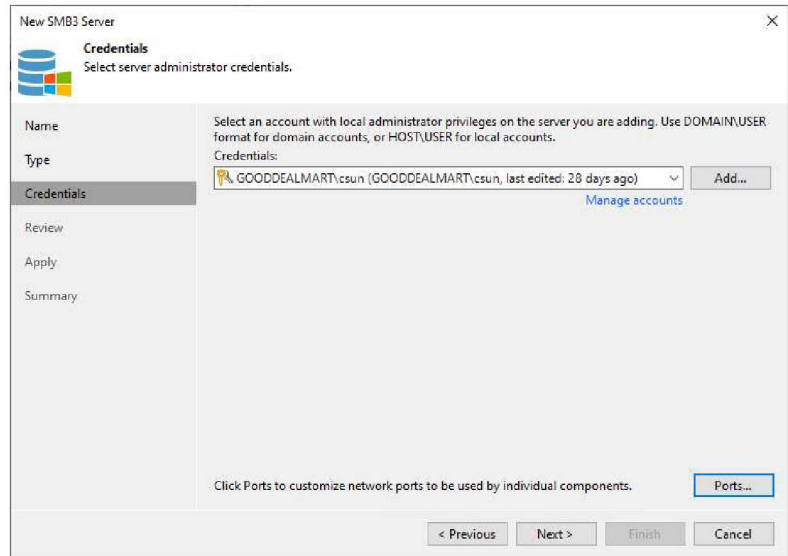 New SMB3 Server
Credentials
Select server administrator credentials.
Name
Type
Credentials
Review
Apply
Summary
Select an account with local administrator privileges on the server you are adding. Use DOMAIN\USER
format for domain accounts, or HOST\USER for local accounts.
Credentials:
GOODDEALMART\csun (GOODDEALMART\csun, last edited: 28 days ago)
Add...
Manage accounts
Click Ports to customize network ports to be used by individual components.
Ports...
< Previous
Next >
Finish
Cancel